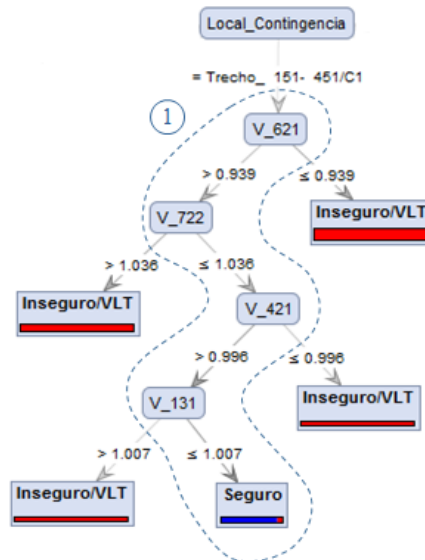 Local_Contingencia
= Trecho_ 151- 451/C1
1
V_621
> 0.939
≤ 0.939
V_722
Inseguro/VLT
> 1.036
≤ 1.036
Inseguro/VLT
V_421
> 0.996
≤ 0.996
V_131
Inseguro/VLT
> 1.007
≤ 1.007
Inseguro/VLT
Seguro